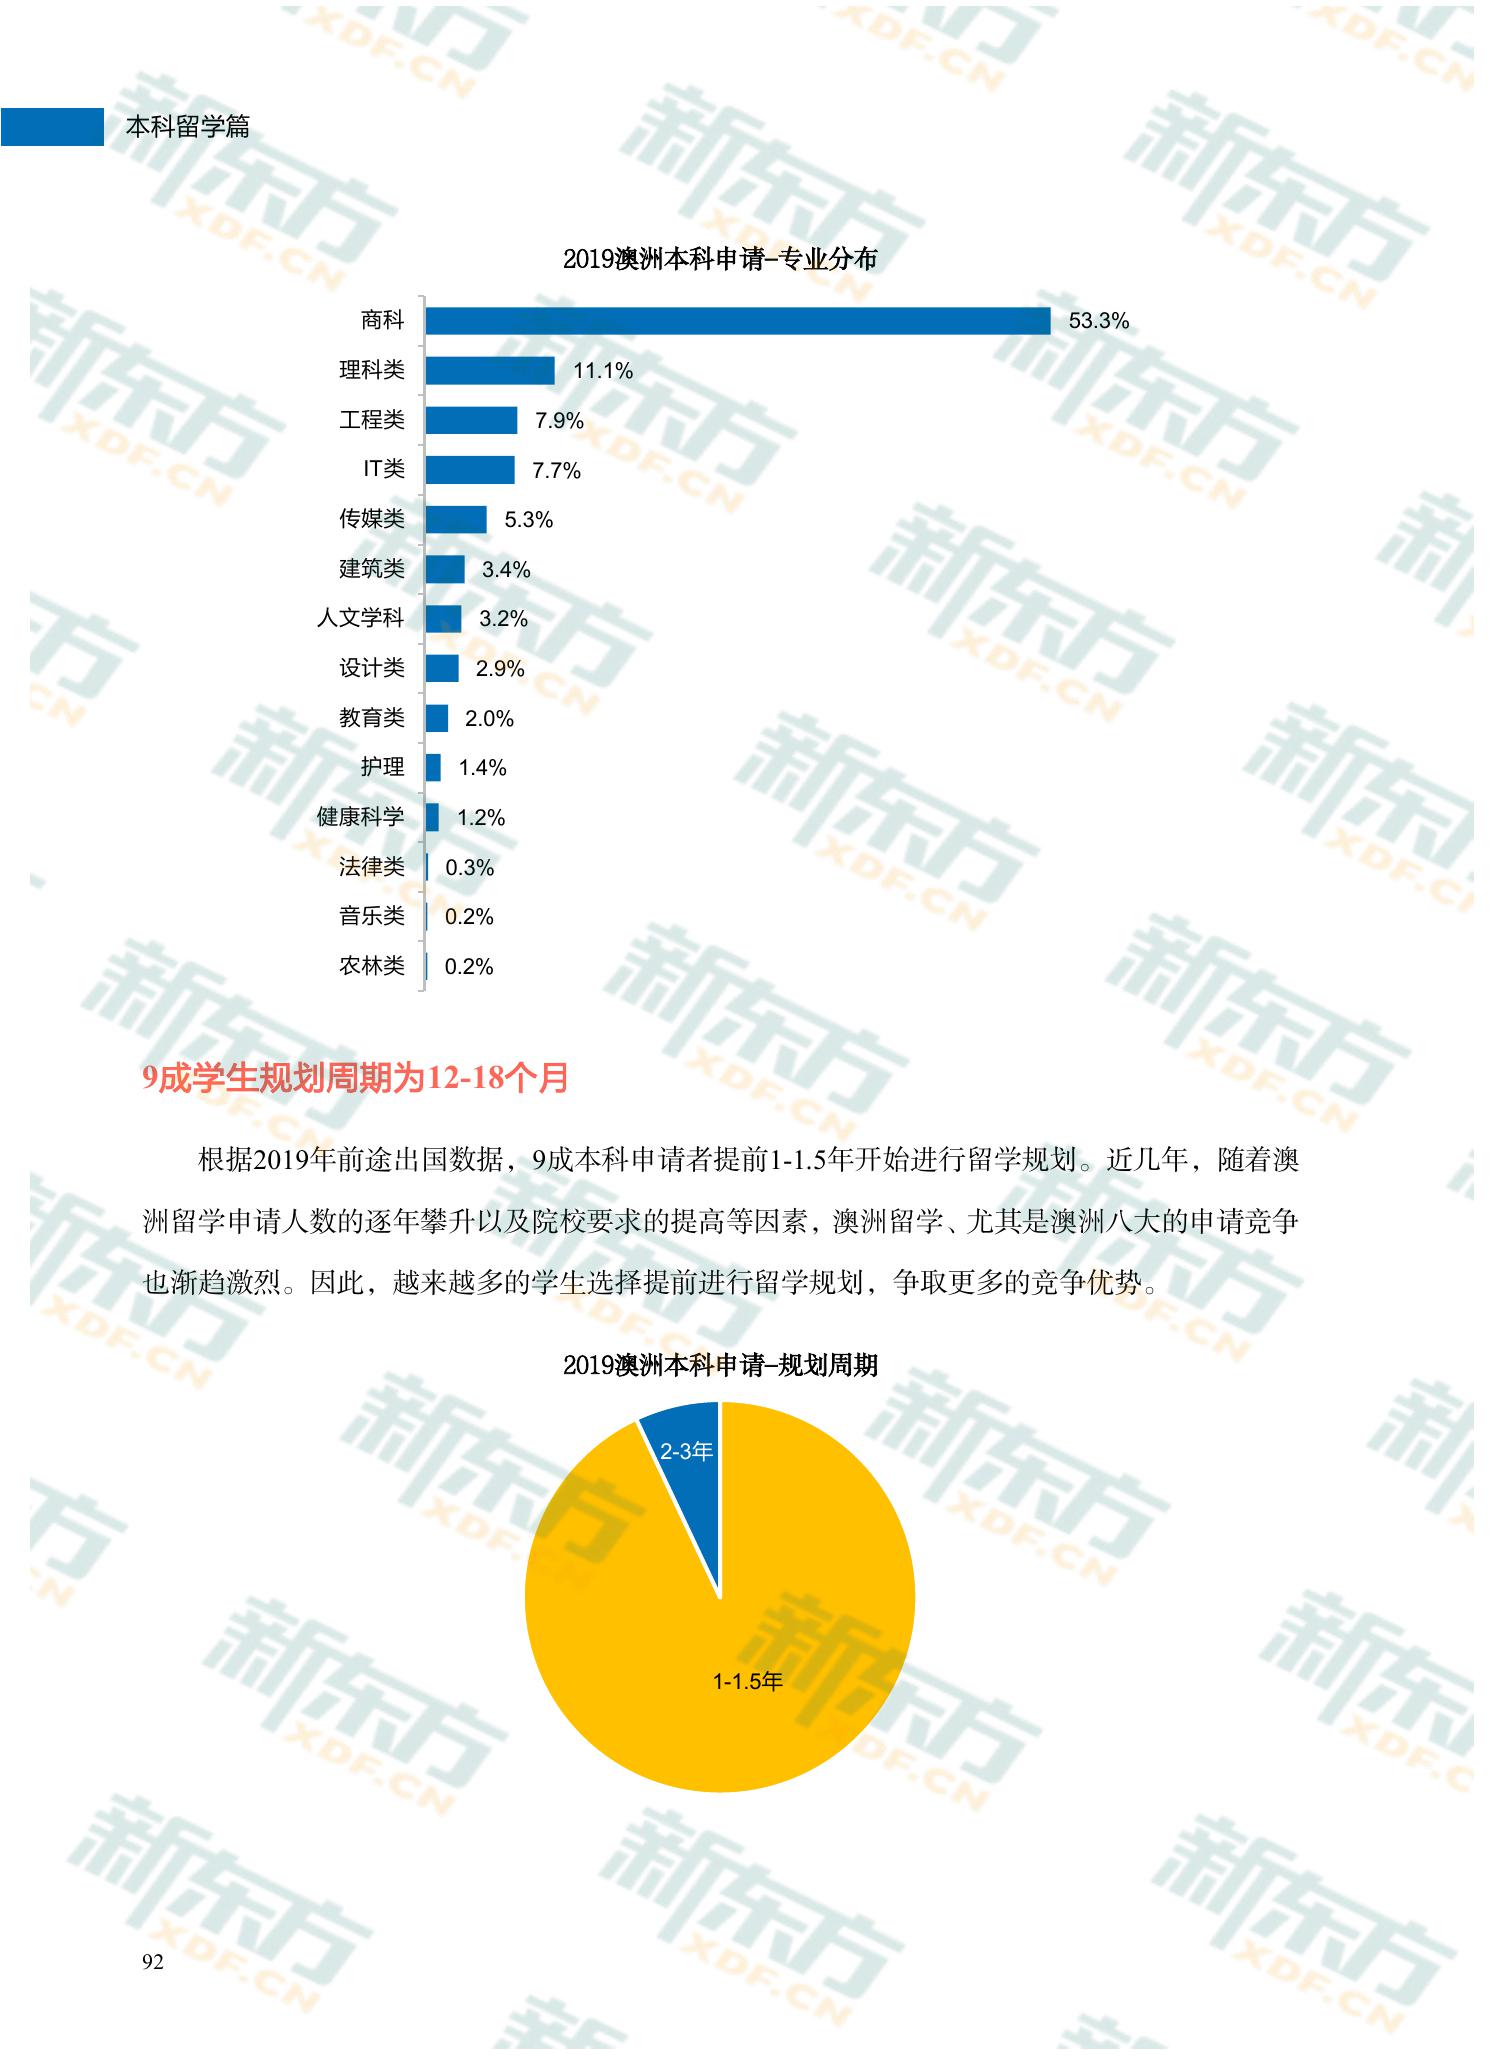 本科留学篇
2019澳洲本科申请–专业分布
商科 53.3%
理科类 11.1%
工程类 7.9%
IT类 7.7%
传媒类 5.3%
建筑类 3.4%
人文学科 3.2%
设计类 2.9%
教育类 2.0%
护理 1.4%
健康科学 1.2%
法律类 0.3%
音乐类 0.2%
农林类 0.2%
9成学生规划周期为12-18个月
根据2019年前途出国数据，9成本科申请者提前1-1.5年开始进行留学规划。近几年，随着澳
洲留学申请人数的逐年攀升以及院校要求的提高等因素，澳洲留学、尤其是澳洲八大的申请竞争
也渐趋激烈。因此，越来越多的学生选择提前进行留学规划，争取更多的竞争优势。
2019澳洲本科申请–规划周期
2-3年
1-1.5年
92
新东方
XDF.CN